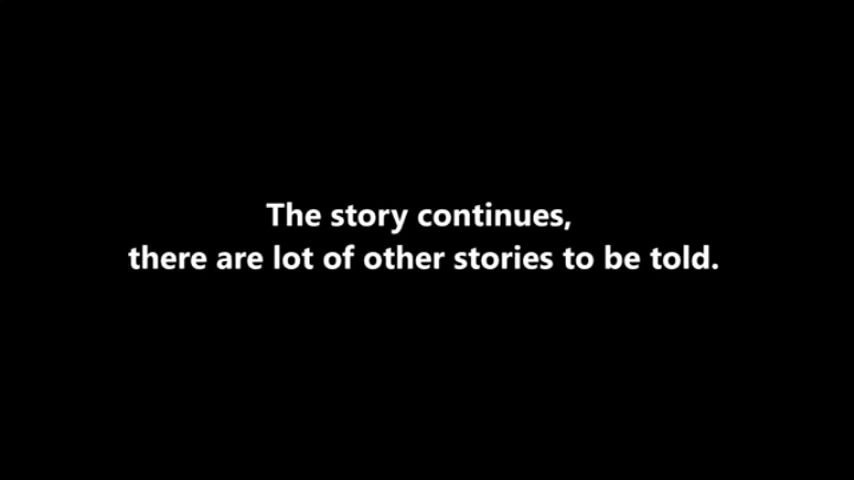 The story continues,
there are lot of other stories to be told.